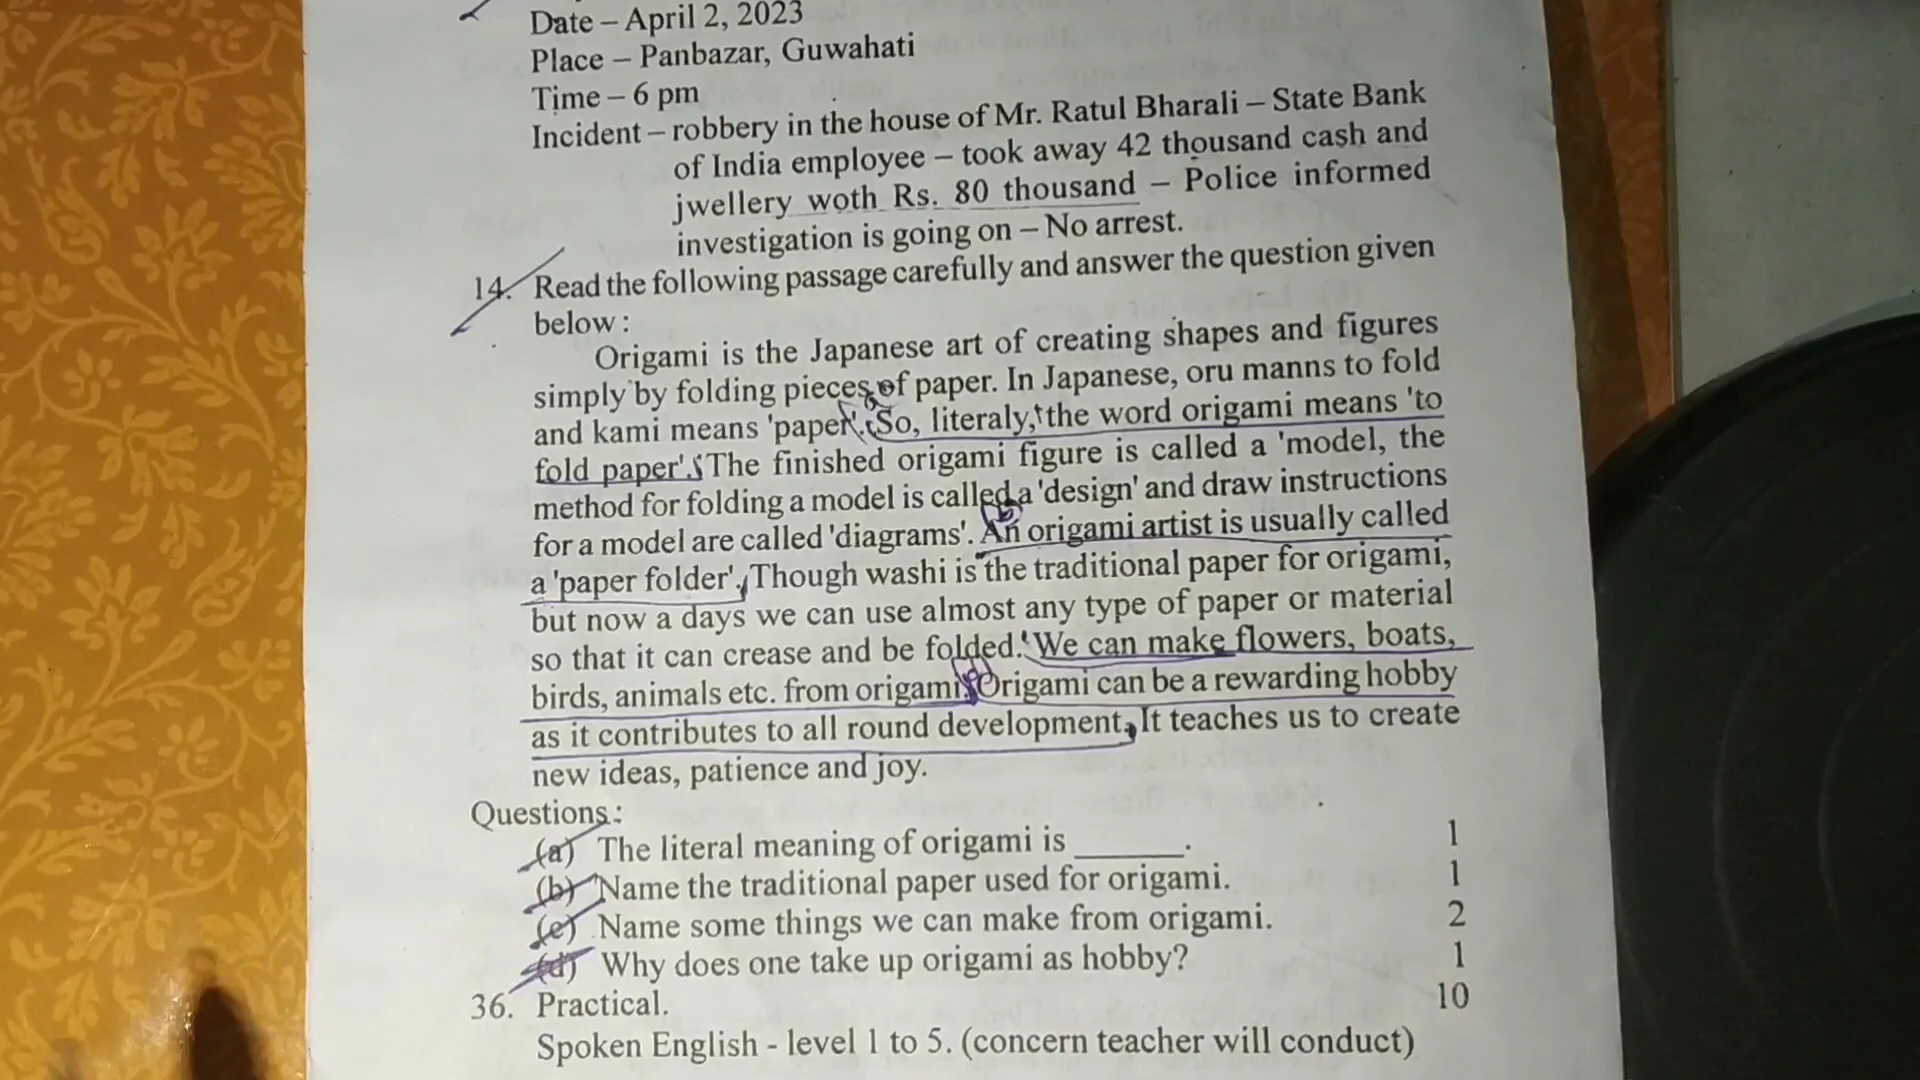 Date – April 2, 2023
Place – Panbazar, Guwahati
Time – 6 pm
Incident – robbery in the house of Mr. Ratul Bharali – State Bank
of India employee – took away 42 thousand cash and
jwellery woth Rs. 80 thousand – Police informed
investigation is going on – No arrest.
14. Read the following passage carefully and answer the question given
below :
Origami is the Japanese art of creating shapes and figures
simply by folding pieces of paper. In Japanese, oru manns to fold
and kami means 'paper'. So, literaly, the word origami means 'to
fold paper'. The finished origami figure is called a 'model, the
method for folding a model is called a 'design' and draw instructions
for a model are called 'diagrams'. An origami artist is usually called
a 'paper folder'. Though washi is the traditional paper for origami,
but now a days we can use almost any type of paper or material
so that it can crease and be folded. We can make flowers, boats,
birds, animals etc. from origami. Origami can be a rewarding hobby
as it contributes to all round development. It teaches us to create
new ideas, patience and joy.
Questions :
(a) The literal meaning of origami is ______. 1
(b) Name the traditional paper used for origami. 1
(c) Name some things we can make from origami. 2
(d) Why does one take up origami as hobby? 1
36. Practical. 10
Spoken English - level 1 to 5. (concern teacher will conduct)